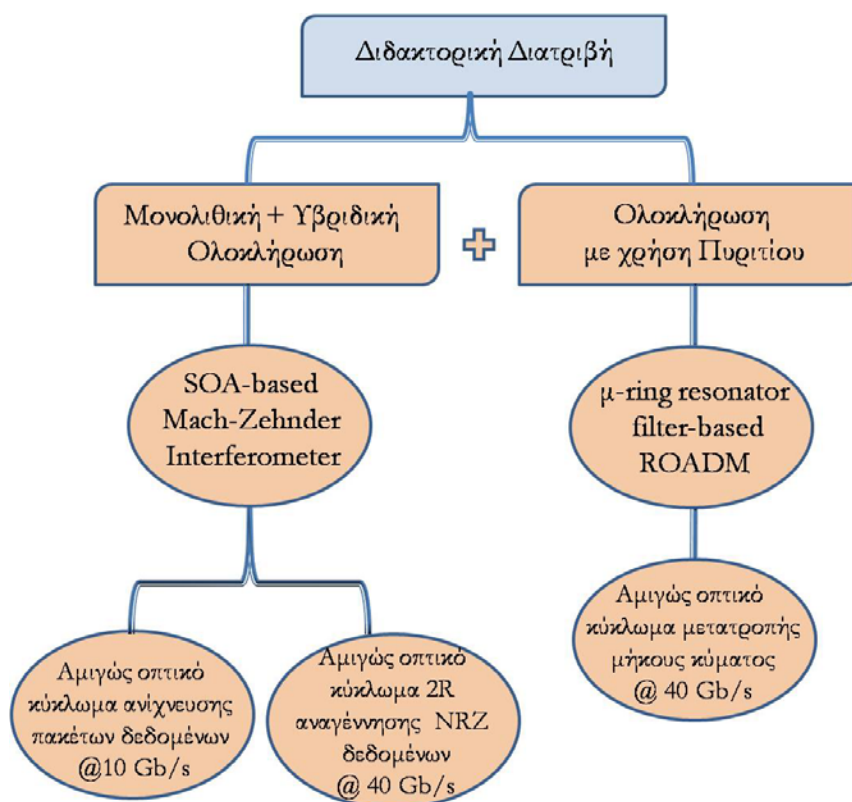 Διδακτορική Διατριβή
Μονολιθική + Υβριδική
Ολοκλήρωση
Ολοκλήρωση
με χρήση Πυριτίου
SOA-based
Mach-Zehnder
Interferometer
μ-ring resonator
filter-based
ROADM
Αμιγώς οπτικό
κύκλωμα ανίχνευσης
πακέτων δεδομένων
@10 Gb/s
Αμιγώς οπτικό
κύκλωμα 2R
αναγέννησης NRZ
δεδομένων
@ 40 Gb/s
Αμιγώς οπτικό
κύκλωμα μετατροπής
μήκους κύματος
@ 40 Gb/s